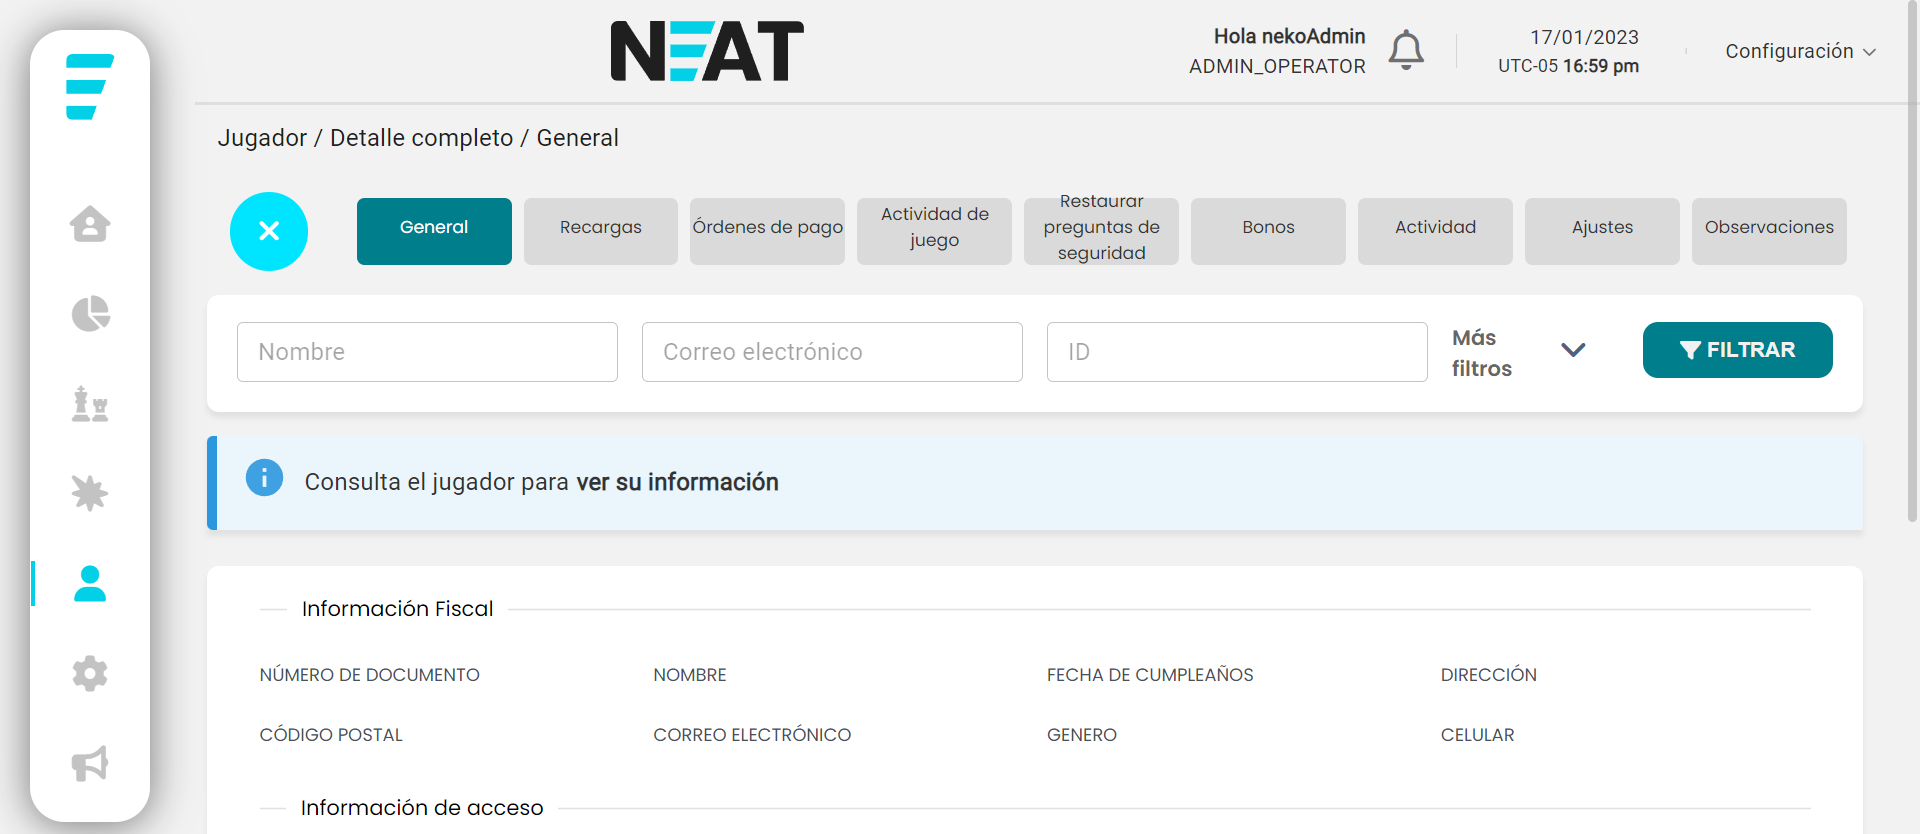 NEAT
Hola nekoAdmin
ADMIN_OPERATOR
17/01/2023
UTC-05 16:59 pm
Configuración
Jugador / Detalle completo / General
General
Recargas
Órdenes de pago
Actividad de
juego
Restaurar
preguntas de
seguridad
Bonos
Actividad
Ajustes
Observaciones
Nombre
Correo electrónico
ID
Más
filtros
FILTRAR
Consulta el jugador para ver su información
Información Fiscal
NÚMERO DE DOCUMENTO
NOMBRE
FECHA DE CUMPLEAÑOS
DIRECCIÓN
CÓDIGO POSTAL
CORREO ELECTRÓNICO
GENERO
CELULAR
Información de acceso